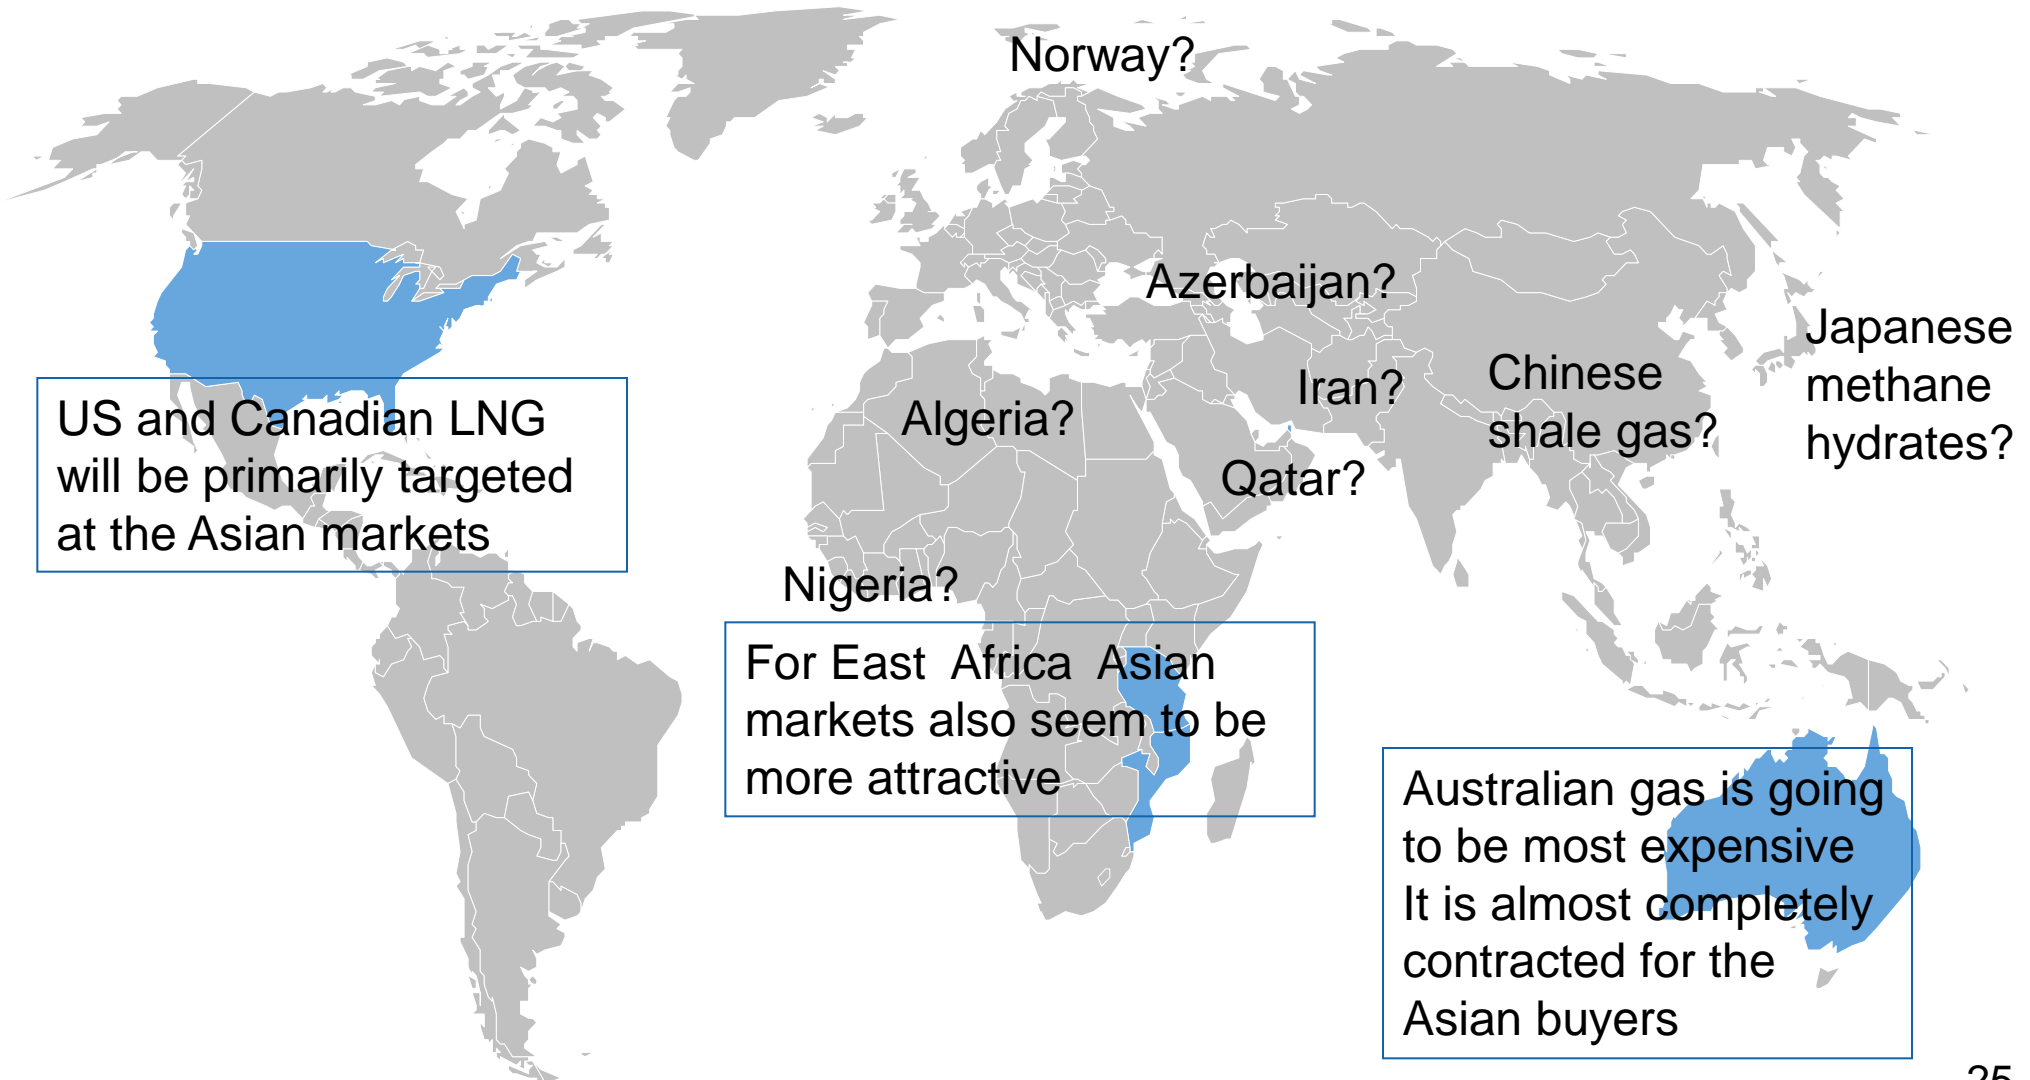 Norway?
Azerbaijan?
Japanese
methane
hydrates?
Chinese
shale gas?
Iran?
Algeria?
Qatar?
US and Canadian LNG
will be primarily targeted
at the Asian markets
Nigeria?
For East  Africa  Asian
markets also seem to be
more attractive
Australian gas is going
to be most expensive
It is almost completely
contracted for the
Asian buyers
25